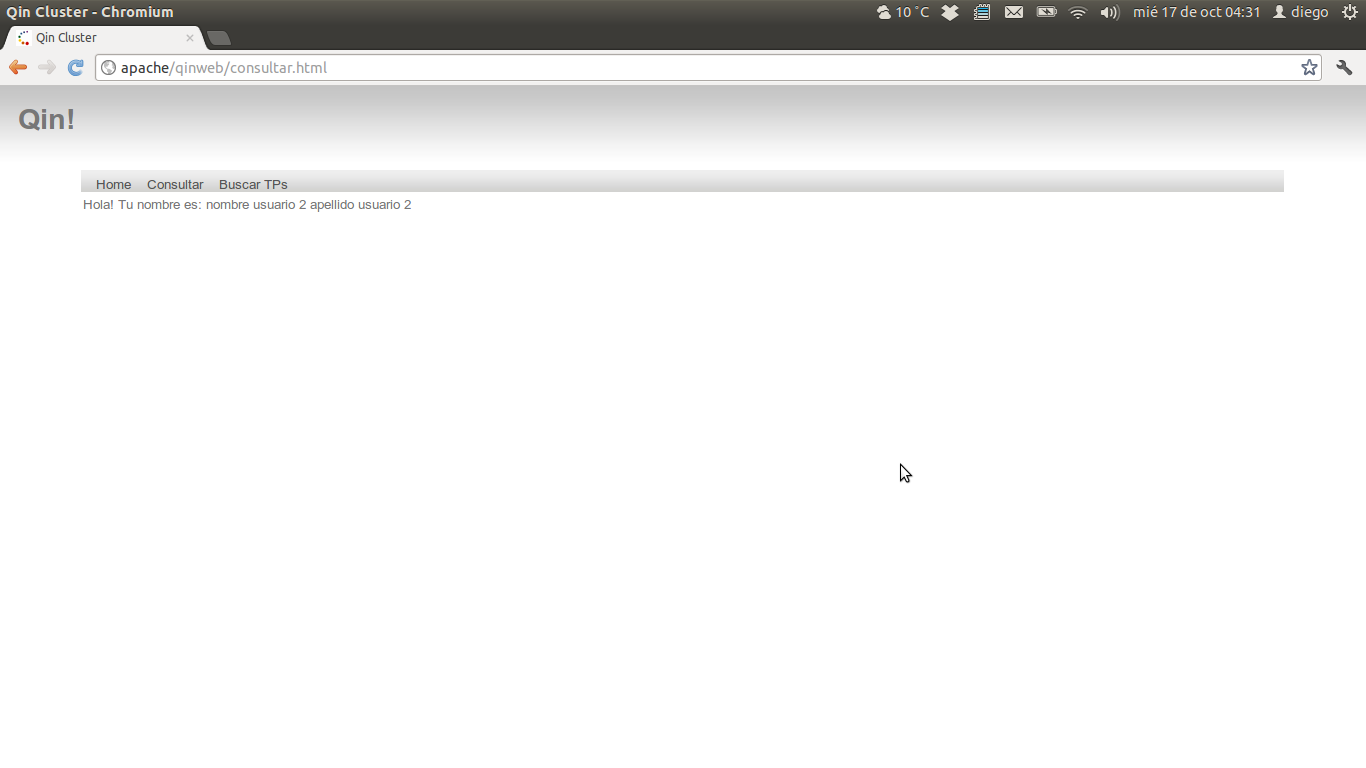 Qin Cluster - Chromium
10 °C
mié 17 de oct 04:31
diego
Qin Cluster
apache/qinweb/consultar.html
Qin!
Home Consultar Buscar TPs
Hola! Tu nombre es: nombre usuario 2 apellido usuario 2